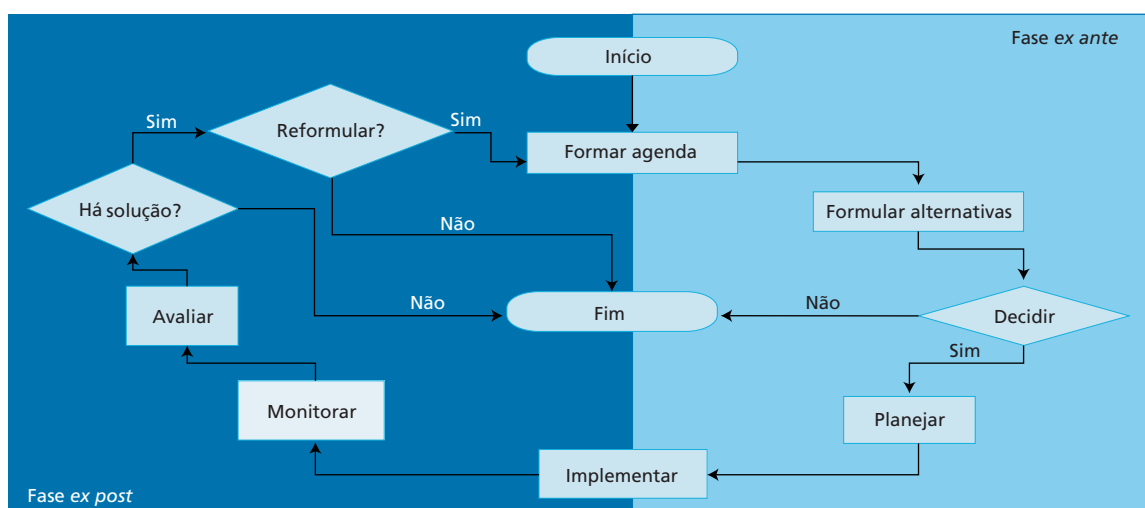 Fase ex ante
Início
Formar agenda
Formular alternativas
Decidir
Não
Sim
Fim
Planejar
Implementar
Monitorar
Avaliar
Há solução?
Sim
Não
Reformular?
Sim
Não
Fase ex post